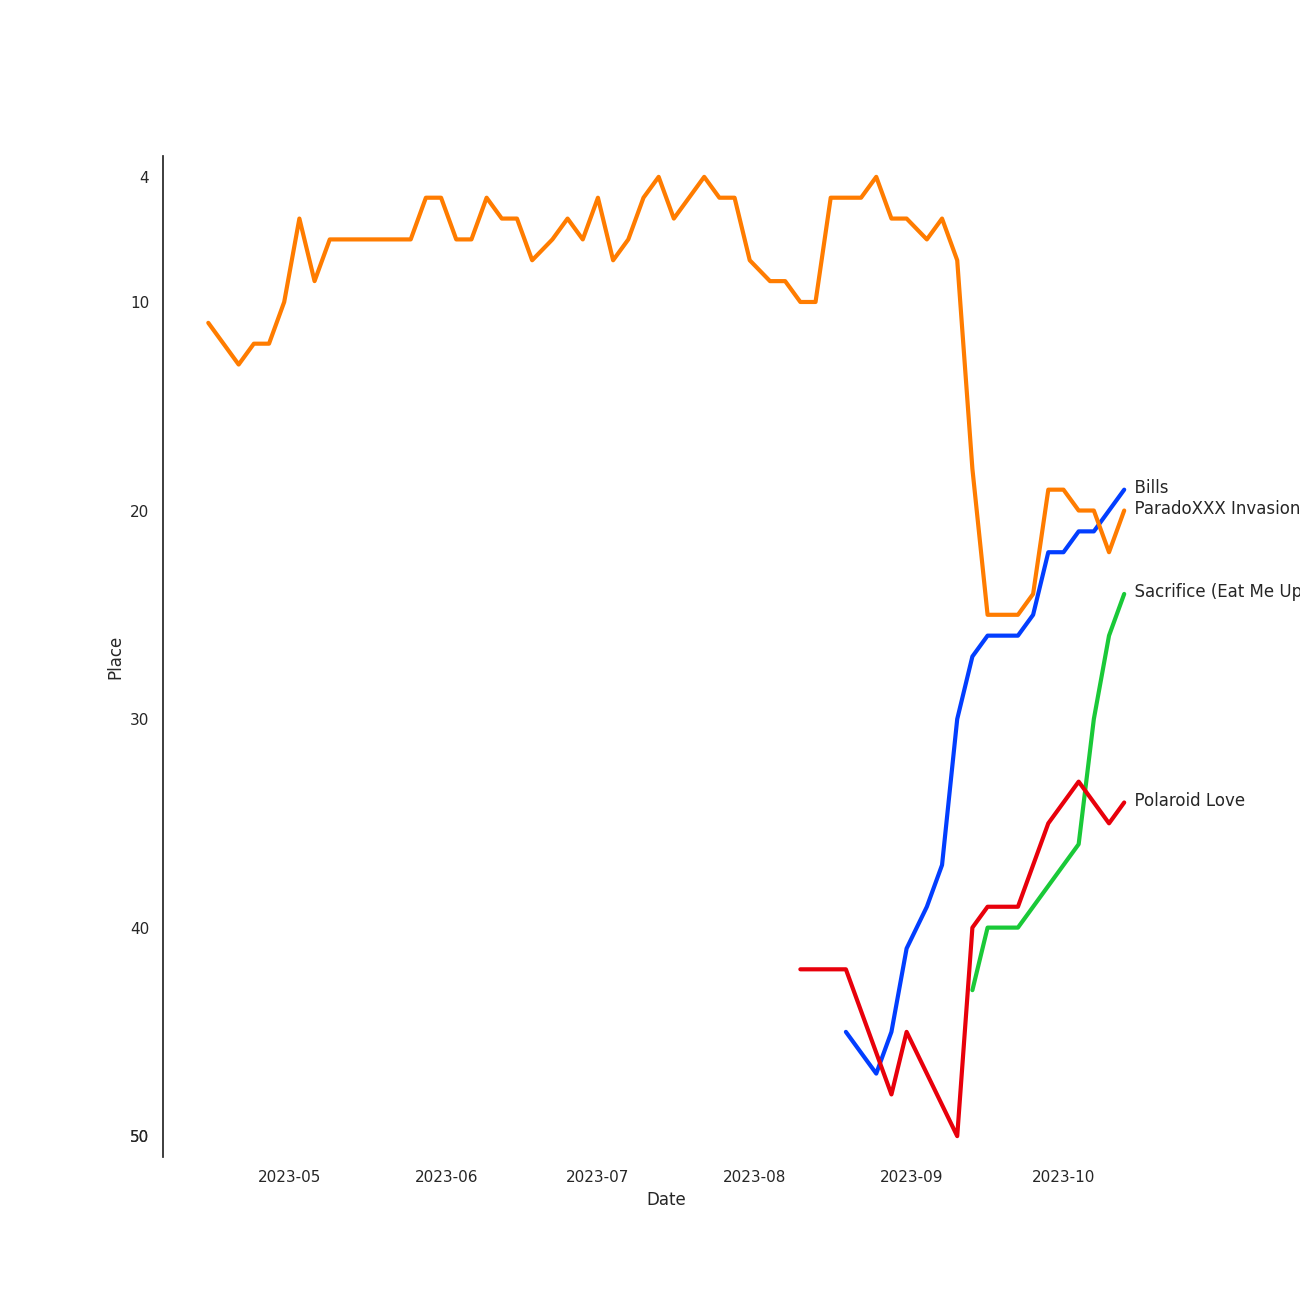 4
10
20
30
40
50
Place
Bills
ParadoXXX Invasion
Sacrifice (Eat Me Up
Polaroid Love
2023-05
2023-06
2023-07
2023-08
2023-09
2023-10
Date